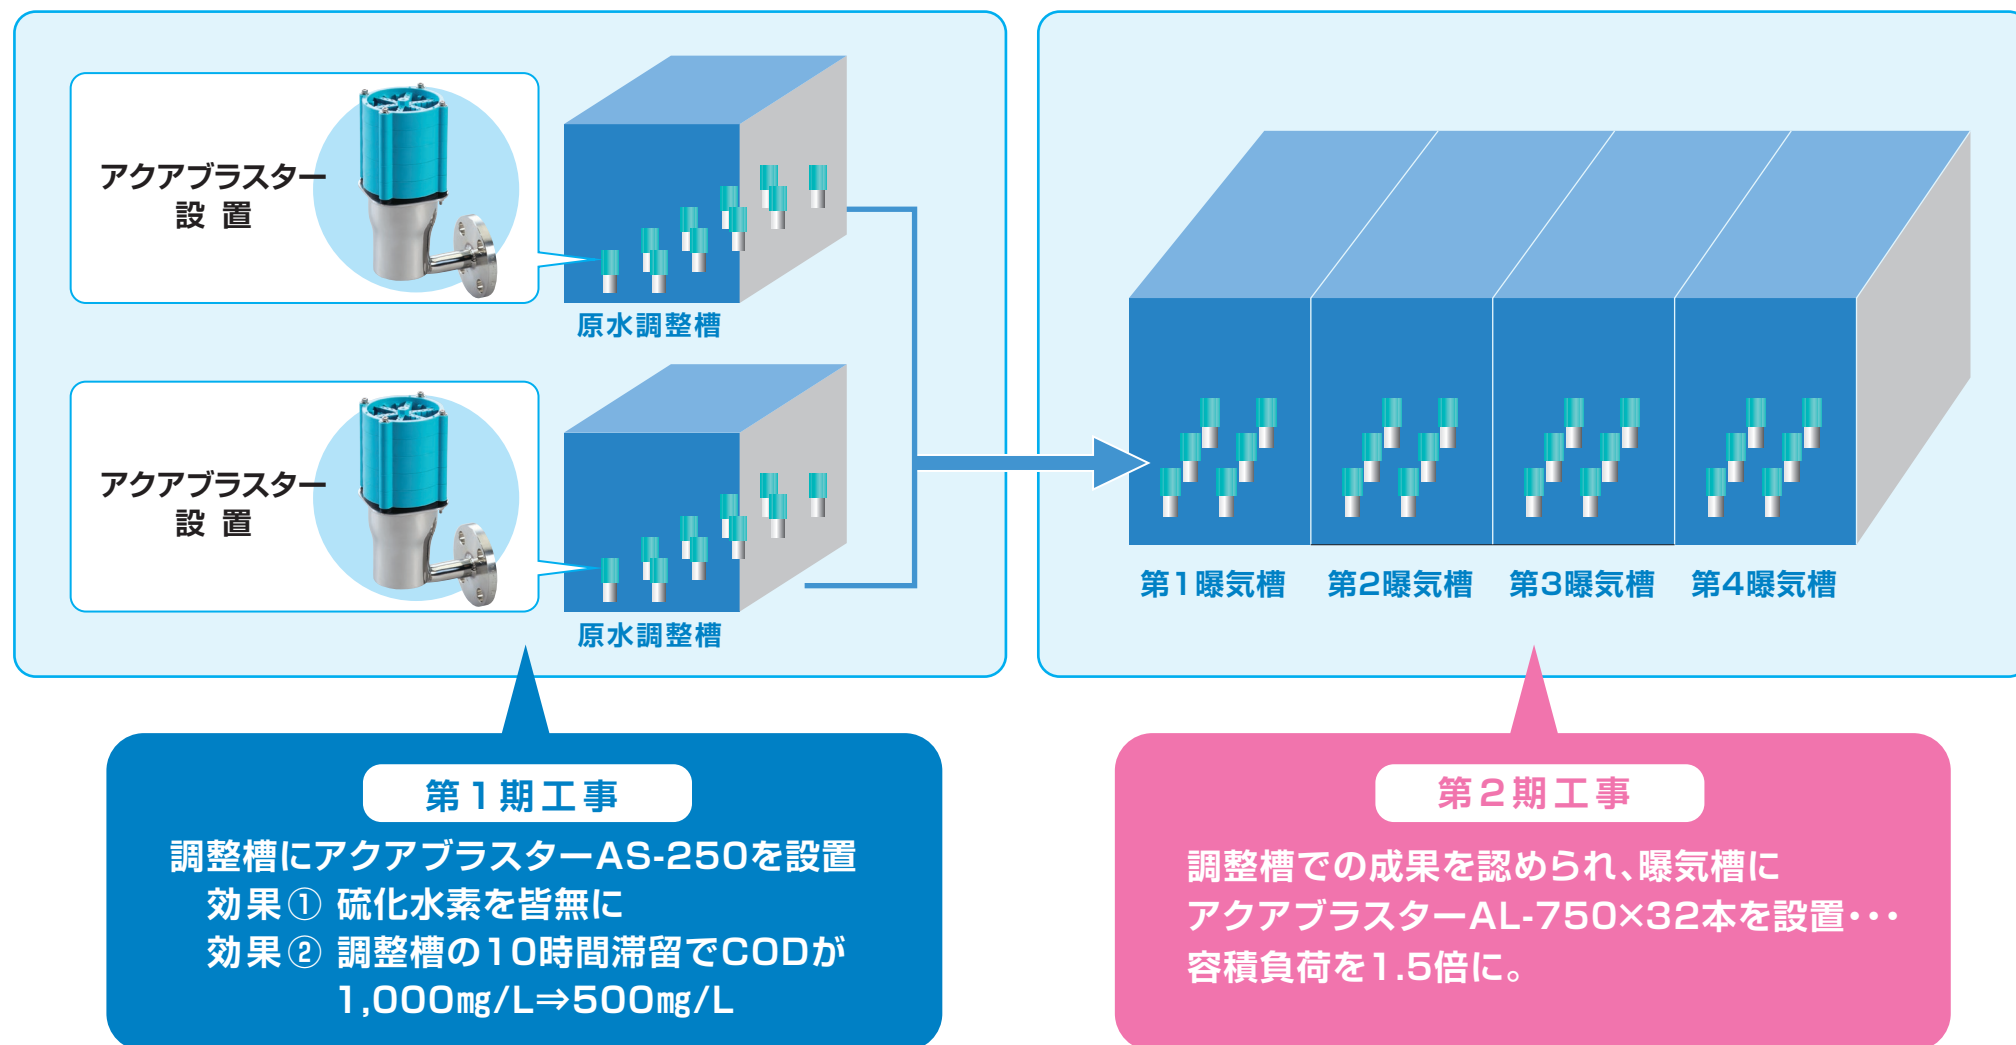 アクアブラスター
設 置
原水調整槽
アクアブラスター
設 置
原水調整槽
第1曝気槽
第2曝気槽
第3曝気槽
第4曝気槽
第1期工事
調整槽にアクアブラスターAS-250を設置
効果① 硫化水素を皆無に
効果② 調整槽の10時間滞留でCODが
1,000㎎/L⇒500㎎/L
第2期工事
調整槽での成果を認められ、曝気槽に
アクアブラスターAL-750×32本を設置･･･
容積負荷を1.5倍に。